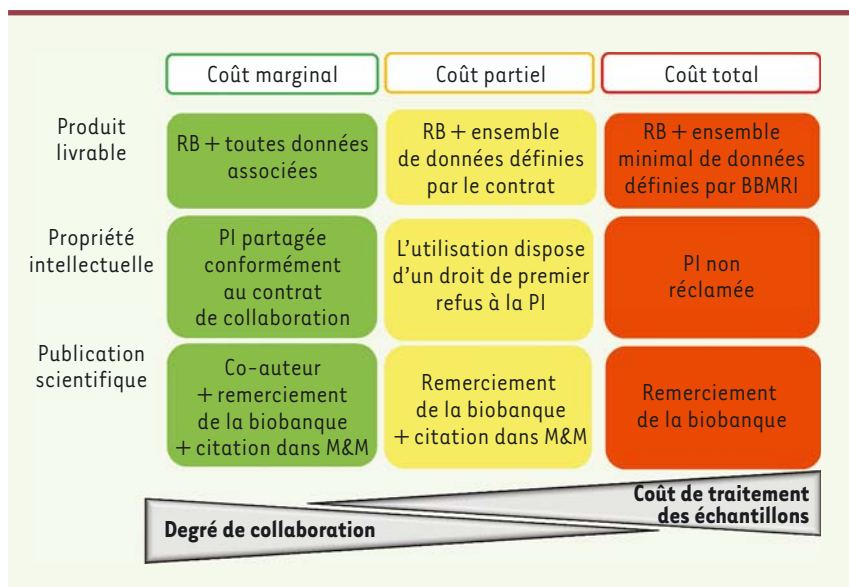 Coût marginal
Coût partiel
Coût total
Produit
livrable
RB + toutes données
associées
RB + ensemble
de données définies
par le contrat
RB + ensemble
minimal de données
définies par BBMRI
Propriété
intellectuelle
PI partagée
conformément
au contrat
de collaboration
L'utilisation dispose
d'un droit de premier
refus à la PI
PI non
réclamée
Publication
scientifique
Co-auteur
+ remerciement
de la biobanque
+ citation dans M&M
Remerciement
de la biobanque
+ citation dans M&M
Remerciement
de la biobanque
Degré de collaboration
Coût de traitement
des échantillons